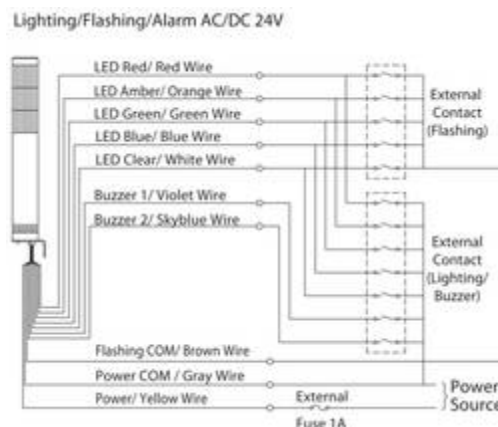 Lighting/Flashing/Alarm AC/DC 24V
LED Red/ Red Wire
LED Amber/ Orange Wire
LED Green/ Green Wire
LED Blue/ Blue Wire
LED Clear/ White Wire
External
Contact
(Flashing)
Buzzer 1/ Violet Wire
Buzzer 2/ Skyblue Wire
External
Contact
(Lighting/
Buzzer)
Flashing COM/ Brown Wire
Power COM / Gray Wire
Power/ Yellow Wire
External
Fuse 1A
Power
Source